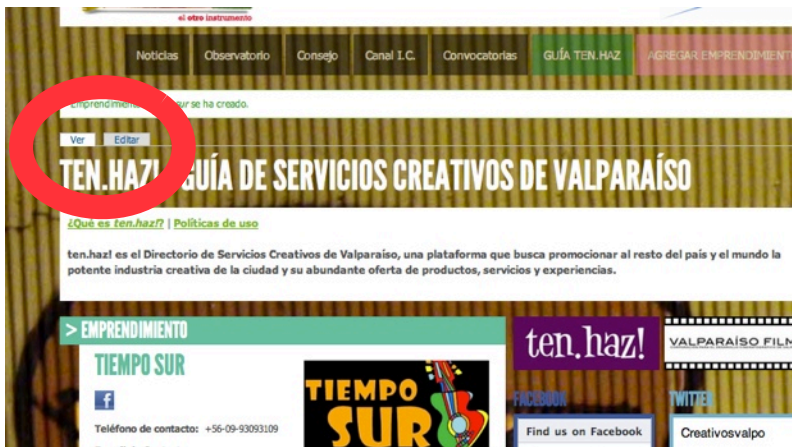 el otro instrumento
Noticias Observatorio Consejo Canal I.C. Convocatorias GUÍA TEN.HAZ AGREGAR EMPRENDIMIENTO
Emprendimiento sur se ha creado.
Ver Editar
TEN.HAZ! GUÍA DE SERVICIOS CREATIVOS DE VALPARAÍSO
¿Qué es ten.haz!? | Políticas de uso
ten.haz! es el Directorio de Servicios Creativos de Valparaíso, una plataforma que busca promocionar al resto del país y el mundo la
potente industria creativa de la ciudad y su abundante oferta de productos, servicios y experiencias.
> EMPRENDIMIENTO
TIEMPO SUR
f
Teléfono de contacto: +56-09-93093109
TIEMPO
SUR
ten.haz!
VALPARAÍSO FILM
FACEBOOK
TWITTER
Find us on Facebook
Creativosvalpo